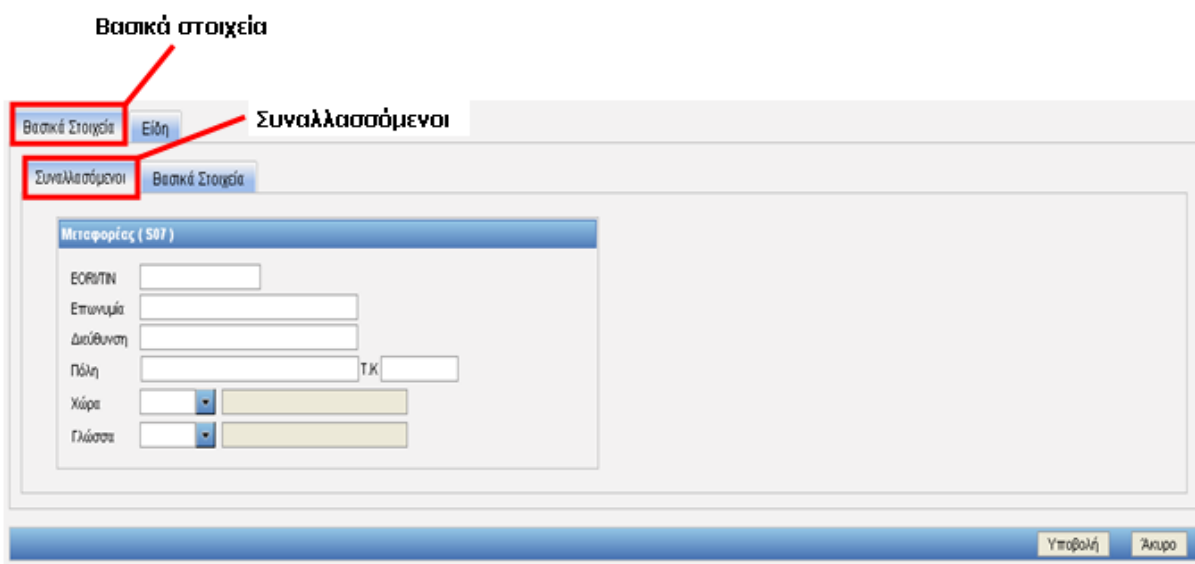 Βασικά στοιχεία
Βασικά Στοιχεία Είδη
Συναλλασσόμενοι
Συναλλασόμενοι Βασικά Στοιχεία
Μεταφορέας ( S07 )
EORI/TIN
Επωνυμία
Διεύθυνση
Πόλη Τ.Κ
Χώρα
Γλώσσα
Υποβολή Άκυρο